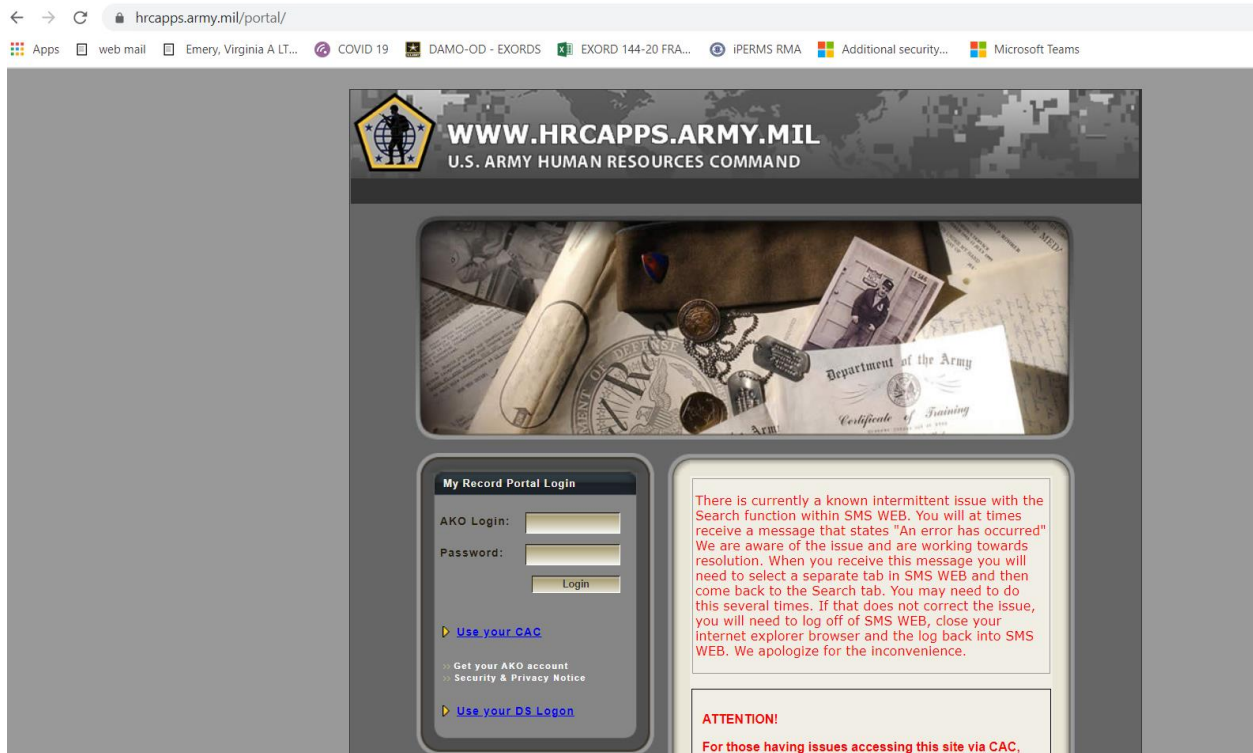 hrcapps.army.mil/portal/
Apps web mail Emery, Virginia A LT... COVID 19 DAMO-OD - EXORDS EXORD 144-20 FRA... iPERMS RMA Additional security... Microsoft Teams
WWW.HRCAPPS.ARMY.MIL
U.S. ARMY HUMAN RESOURCES COMMAND
Department of the Army
Certificate of Training
My Record Portal Login
AKO Login:
Password:
Login
Use your CAC
>> Get your AKO account
>> Security & Privacy Notice
Use your DS Logon
There is currently a known intermittent issue with the
Search function within SMS WEB. You will at times
receive a message that states "An error has occurred"
We are aware of the issue and are working towards
resolution. When you receive this message you will
need to select a separate tab in SMS WEB and then
come back to the Search tab. You may need to do
this several times. If that does not correct the issue,
you will need to log off of SMS WEB, close your
internet explorer browser and the log back into SMS
WEB. We apologize for the inconvenience.
ATTENTION!
For those having issues accessing this site via CAC,